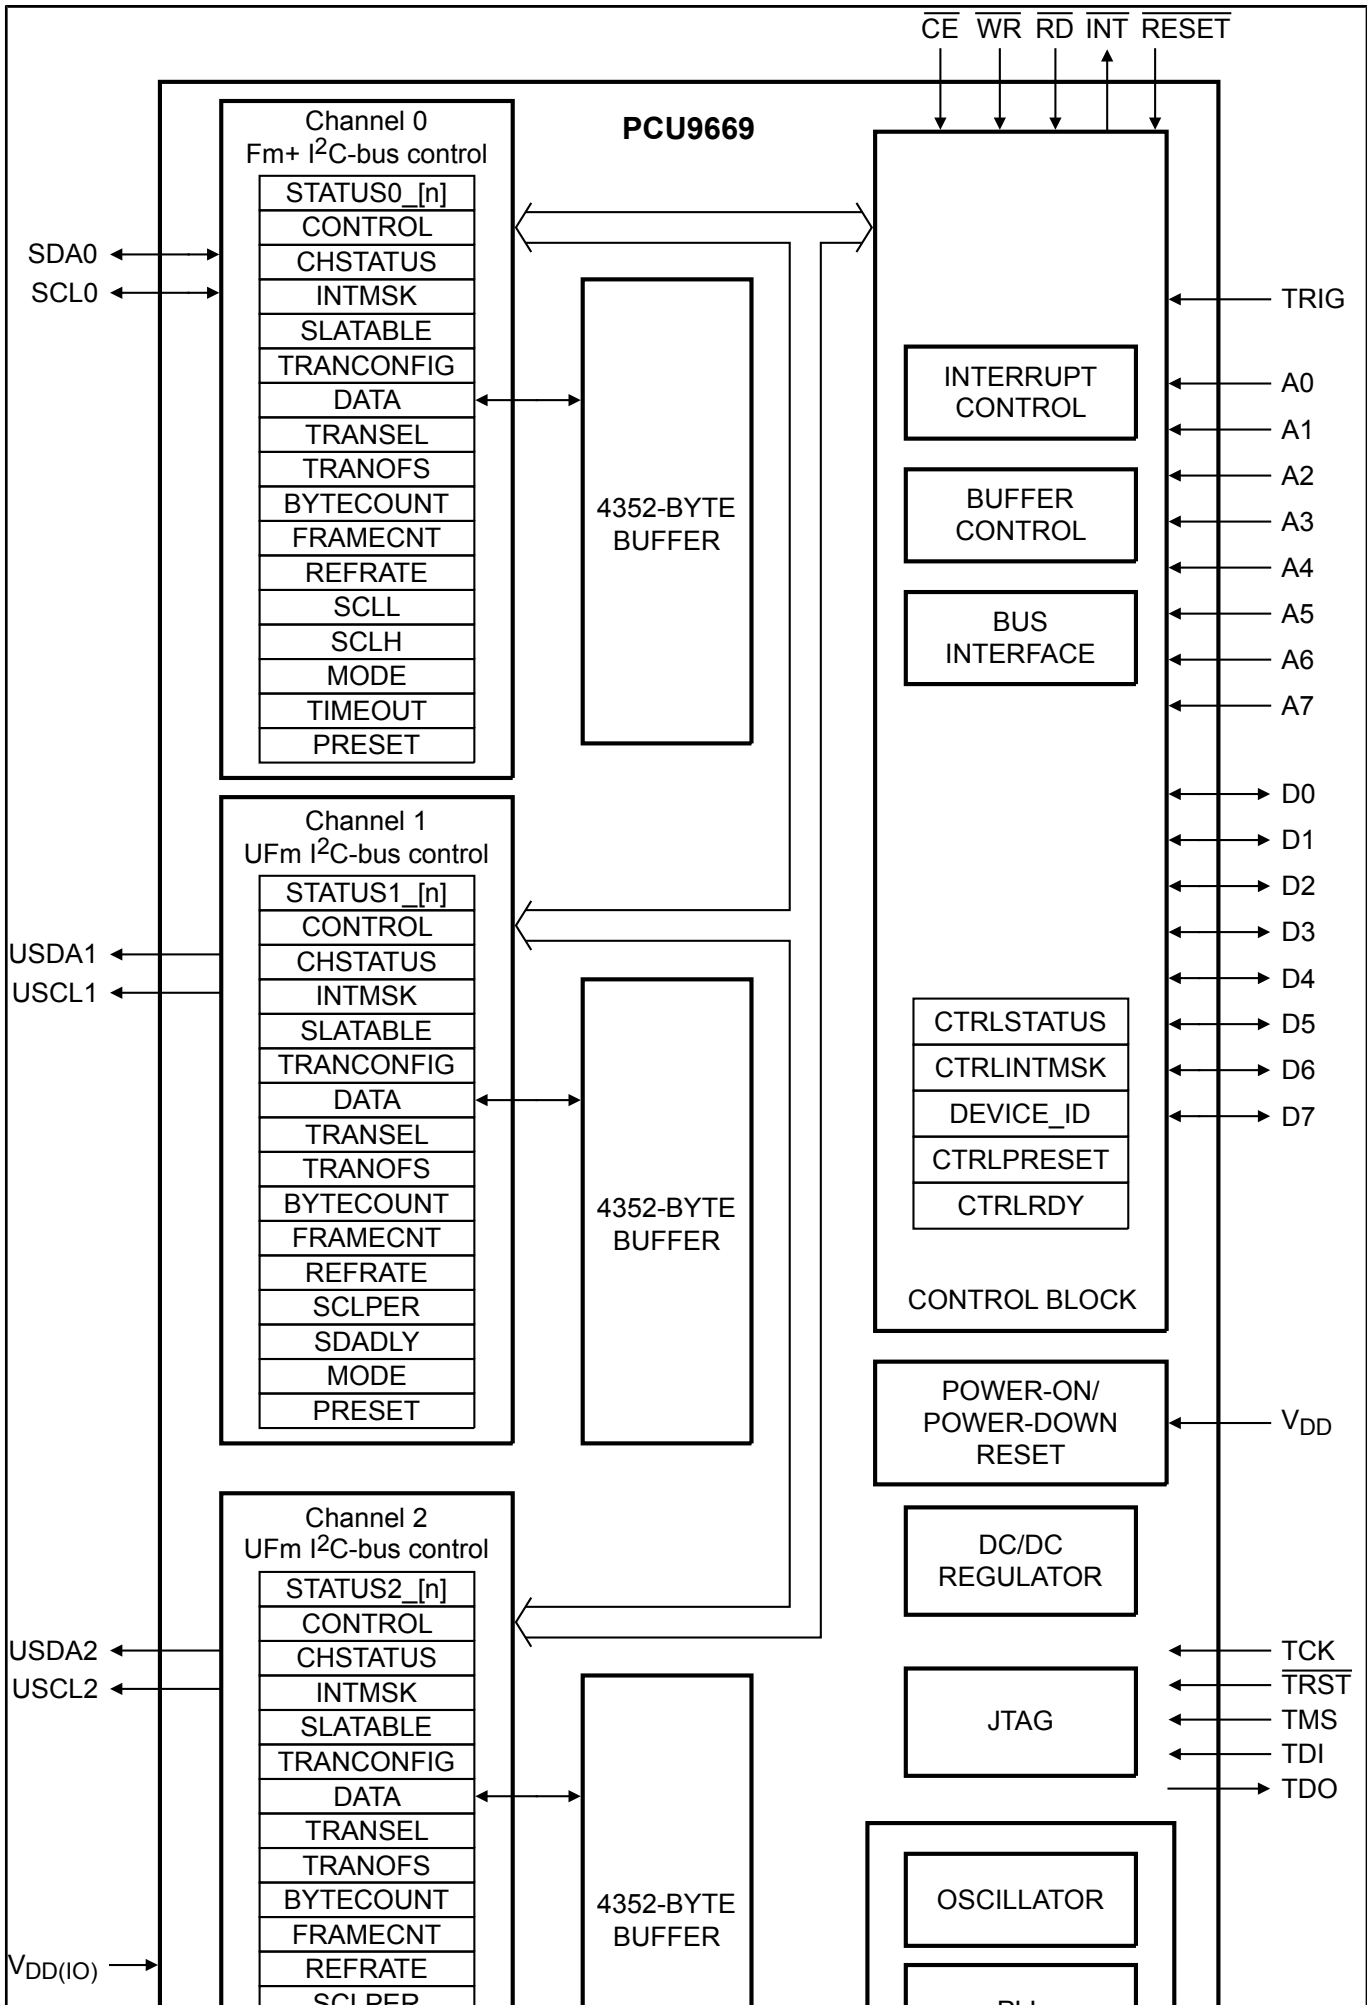 CE WR RD INT RESET
PCU9669
Channel 0
Fm+ I2C-bus control
STATUS0_[n]
CONTROL
CHSTATUS
INTMSK
SLATABLE
TRANCONFIG
DATA
TRANSEL
TRANOFS
BYTECOUNT
FRAMECNT
REFRATE
SCLL
SCLH
MODE
TIMEOUT
PRESET
SDA0
SCL0
4352-BYTE
BUFFER
Channel 1
UFm I2C-bus control
STATUS1_[n]
CONTROL
CHSTATUS
INTMSK
SLATABLE
TRANCONFIG
DATA
TRANSEL
TRANOFS
BYTECOUNT
FRAMECNT
REFRATE
SCLPER
SDADLY
MODE
PRESET
USDA1
USCL1
4352-BYTE
BUFFER
Channel 2
UFm I2C-bus control
STATUS2_[n]
CONTROL
CHSTATUS
INTMSK
SLATABLE
TRANCONFIG
DATA
TRANSEL
TRANOFS
BYTECOUNT
FRAMECNT
REFRATE
SCLPER
USDA2
USCL2
VDD(IO)
4352-BYTE
BUFFER
INTERRUPT
CONTROL
BUFFER
CONTROL
BUS
INTERFACE
CTRLSTATUS
CTRLINTMSK
DEVICE_ID
CTRLPRESET
CTRLRDY
CONTROL BLOCK
TRIG
A0
A1
A2
A3
A4
A5
A6
A7
D0
D1
D2
D3
D4
D5
D6
D7
POWER-ON/
POWER-DOWN
RESET
VDD
DC/DC
REGULATOR
JTAG
TCK
TRST
TMS
TDI
TDO
OSCILLATOR